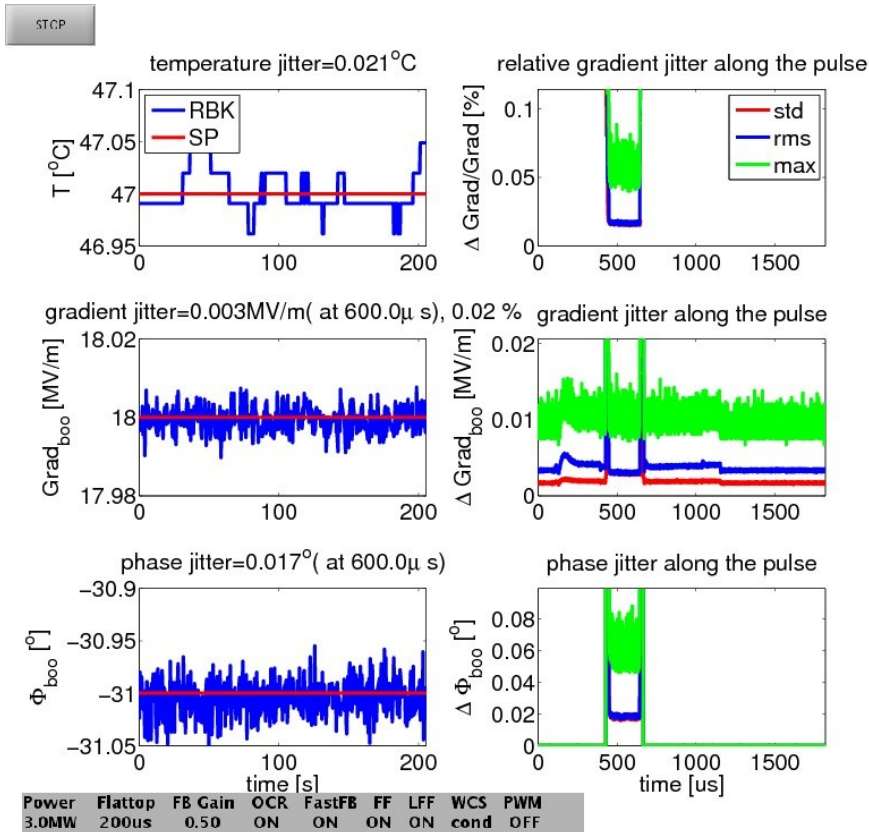 STOP
temperature jitter=0.021°C
47.1
47.05
47
46.95
T [°C]
RBK
SP
0 100 200
relative gradient jitter along the pulse
0.1
0.05
0
Δ Grad/Grad [%]
std
rms
max
0 500 1000 1500
gradient jitter=0.003MV/m( at 600.0μ s), 0.02 %
18.02
18
17.98
Grad_boo [MV/m]
0 100 200
gradient jitter along the pulse
0.02
0.01
0
Δ Grad_boo [MV/m]
0 500 1000 1500
phase jitter=0.017°( at 600.0μ s)
−30.9
−30.95
−31
−31.05
Φ_boo [°]
0 100 200
time [s]
phase jitter along the pulse
0.08
0.06
0.04
0.02
0
Δ Φ_boo [°]
0 500 1000 1500
time [us]
Power Flattop FB Gain OCR FastFB FF LFF WCS PWM
3.0MW 200us 0.50 ON ON ON ON cond OFF